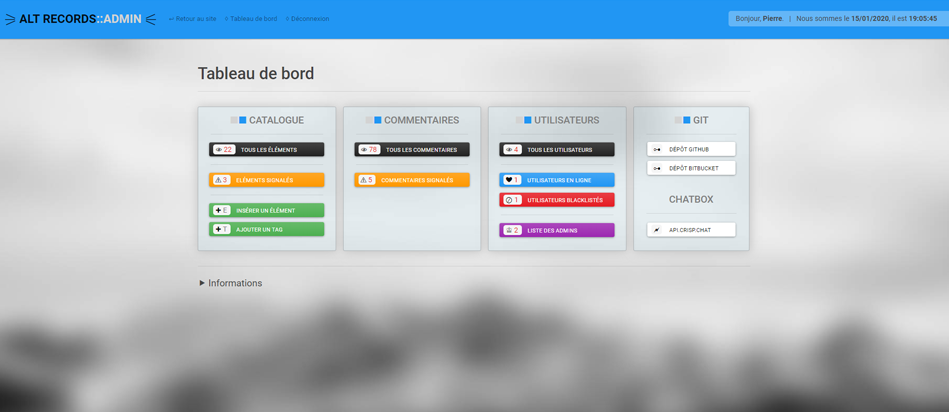 ALT RECORDS::ADMIN
Retour au site
Tableau de bord
Déconnexion
Bonjour, Pierre. | Nous sommes le 15/01/2020, il est 19:05:45
Tableau de bord
CATALOGUE
22 TOUS LES ÉLÉMENTS
3 ELÉMENTS SIGNALÉS
E INSÉRER UN ÉLÉMENT
T AJOUTER UN TAG
COMMENTAIRES
78 TOUS LES COMMENTAIRES
5 COMMENTAIRES SIGNALÉS
UTILISATEURS
4 TOUS LES UTILISATEURS
1 UTILISATEURS EN LIGNE
1 UTILISATEURS BLACKLISTÉS
2 LISTE DES ADMINS
GIT
DÉPÔT GITHUB
DÉPÔT BITBUCKET
CHATBOX
API.CRISP.CHAT
Informations